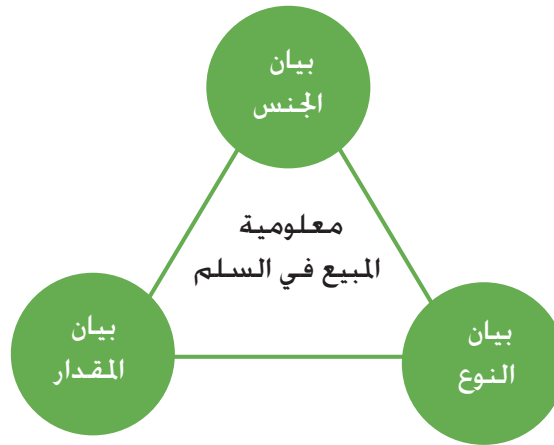 بيان
الجنس
معلومية
المبيع في السلم
بيان
النوع
بيان
المقدار